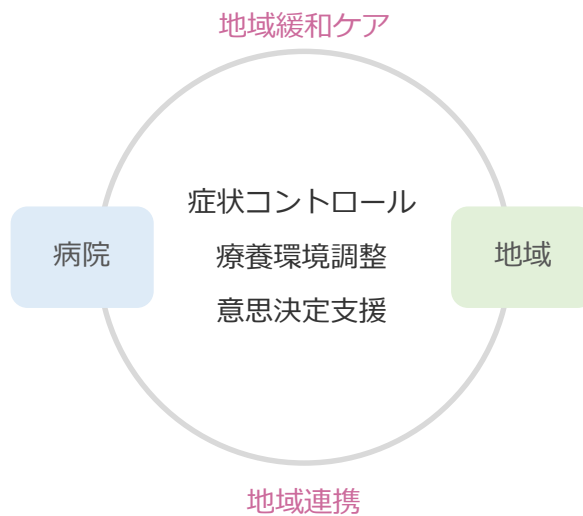 地域緩和ケア
症状コントロール
病院
療養環境調整
地域
意思決定支援
地域連携